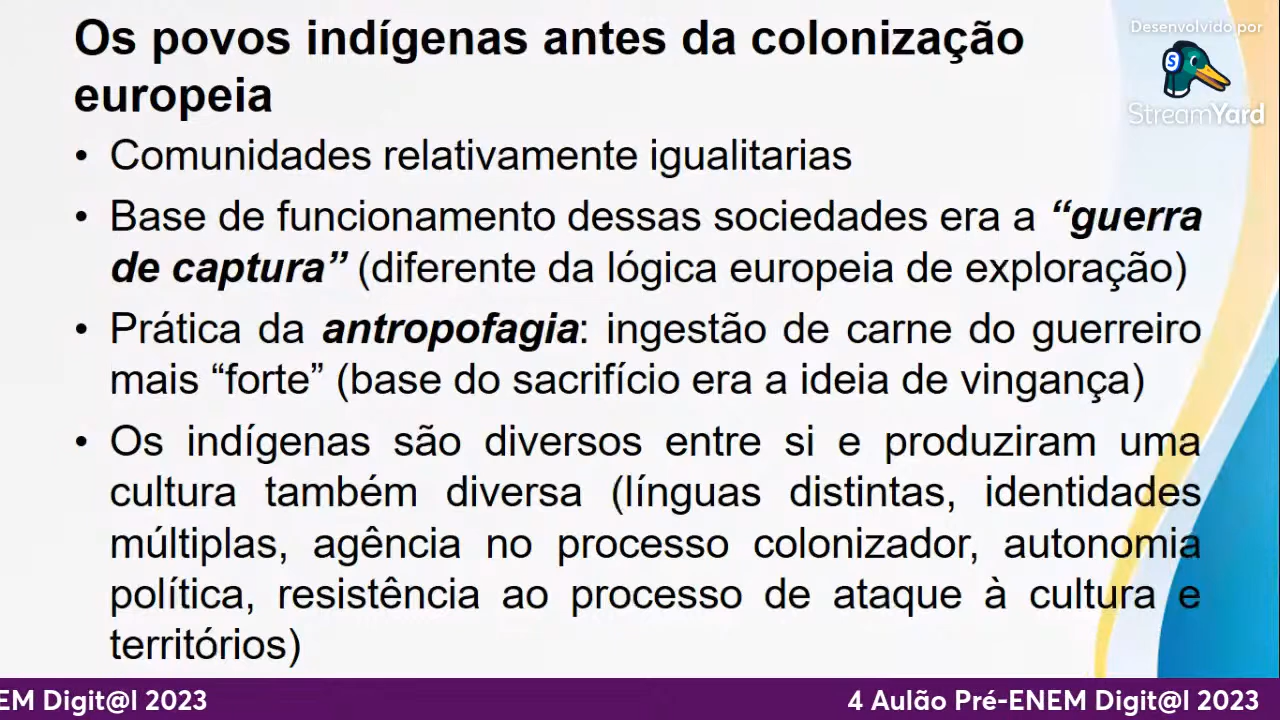 Os povos indígenas antes da colonização
europeia
Desenvolvido por
StreamYard
• Comunidades relativamente igualitarias
• Base de funcionamento dessas sociedades era a “guerra
de captura” (diferente da lógica europeia de exploração)
• Prática da antropofagia: ingestão de carne do guerreiro
mais “forte” (base do sacrifício era a ideia de vingança)
• Os indígenas são diversos entre si e produziram uma
cultura também diversa (línguas distintas, identidades
múltiplas, agência no processo colonizador, autonomia
política, resistência ao processo de ataque à cultura e
territórios)
EM Digit@l 2023 4 Aulão Pré-ENEM Digit@l 2023